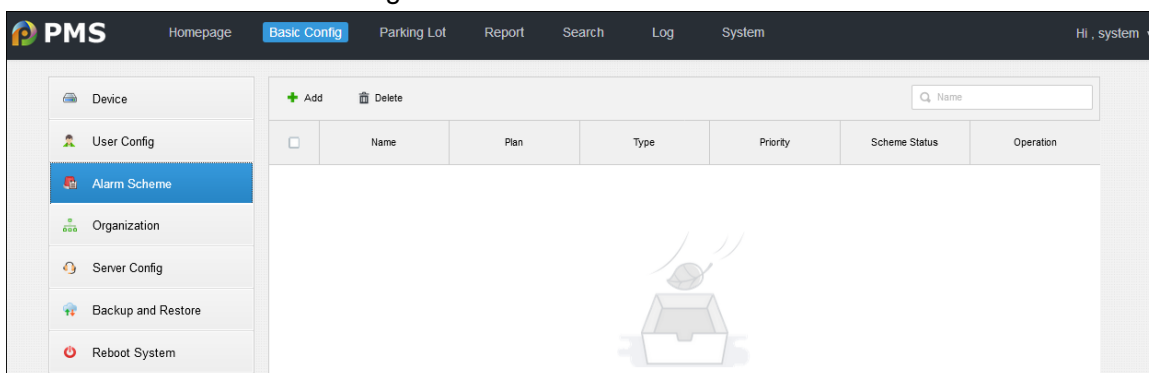 PMS Homepage Basic Config Parking Lot Report Search Log System Hi , system
Device
User Config
Alarm Scheme
Organization
Server Config
Backup and Restore
Reboot System
Add Delete Name
Name Plan Type Priority Scheme Status Operation